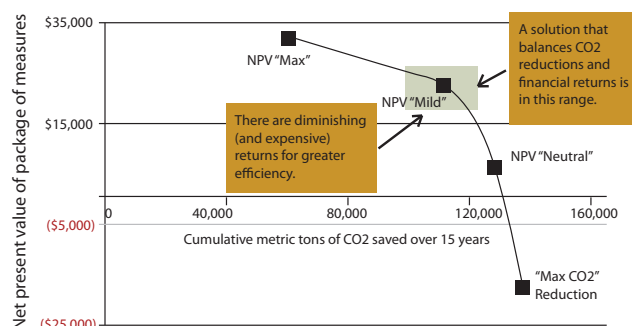 Net present value of package of measures
$35,000
$15,000
($5,000)
($25,000)
NPV “Max”
NPV “Mild”
A solution that
balances CO2
reductions and
financial returns is
in this range.
There are diminishing
(and expensive)
returns for greater
efficiency.
NPV “Neutral”
0
40,000
80,000
120,000
160,000
Cumulative metric tons of CO2 saved over 15 years
“Max CO2”
Reduction